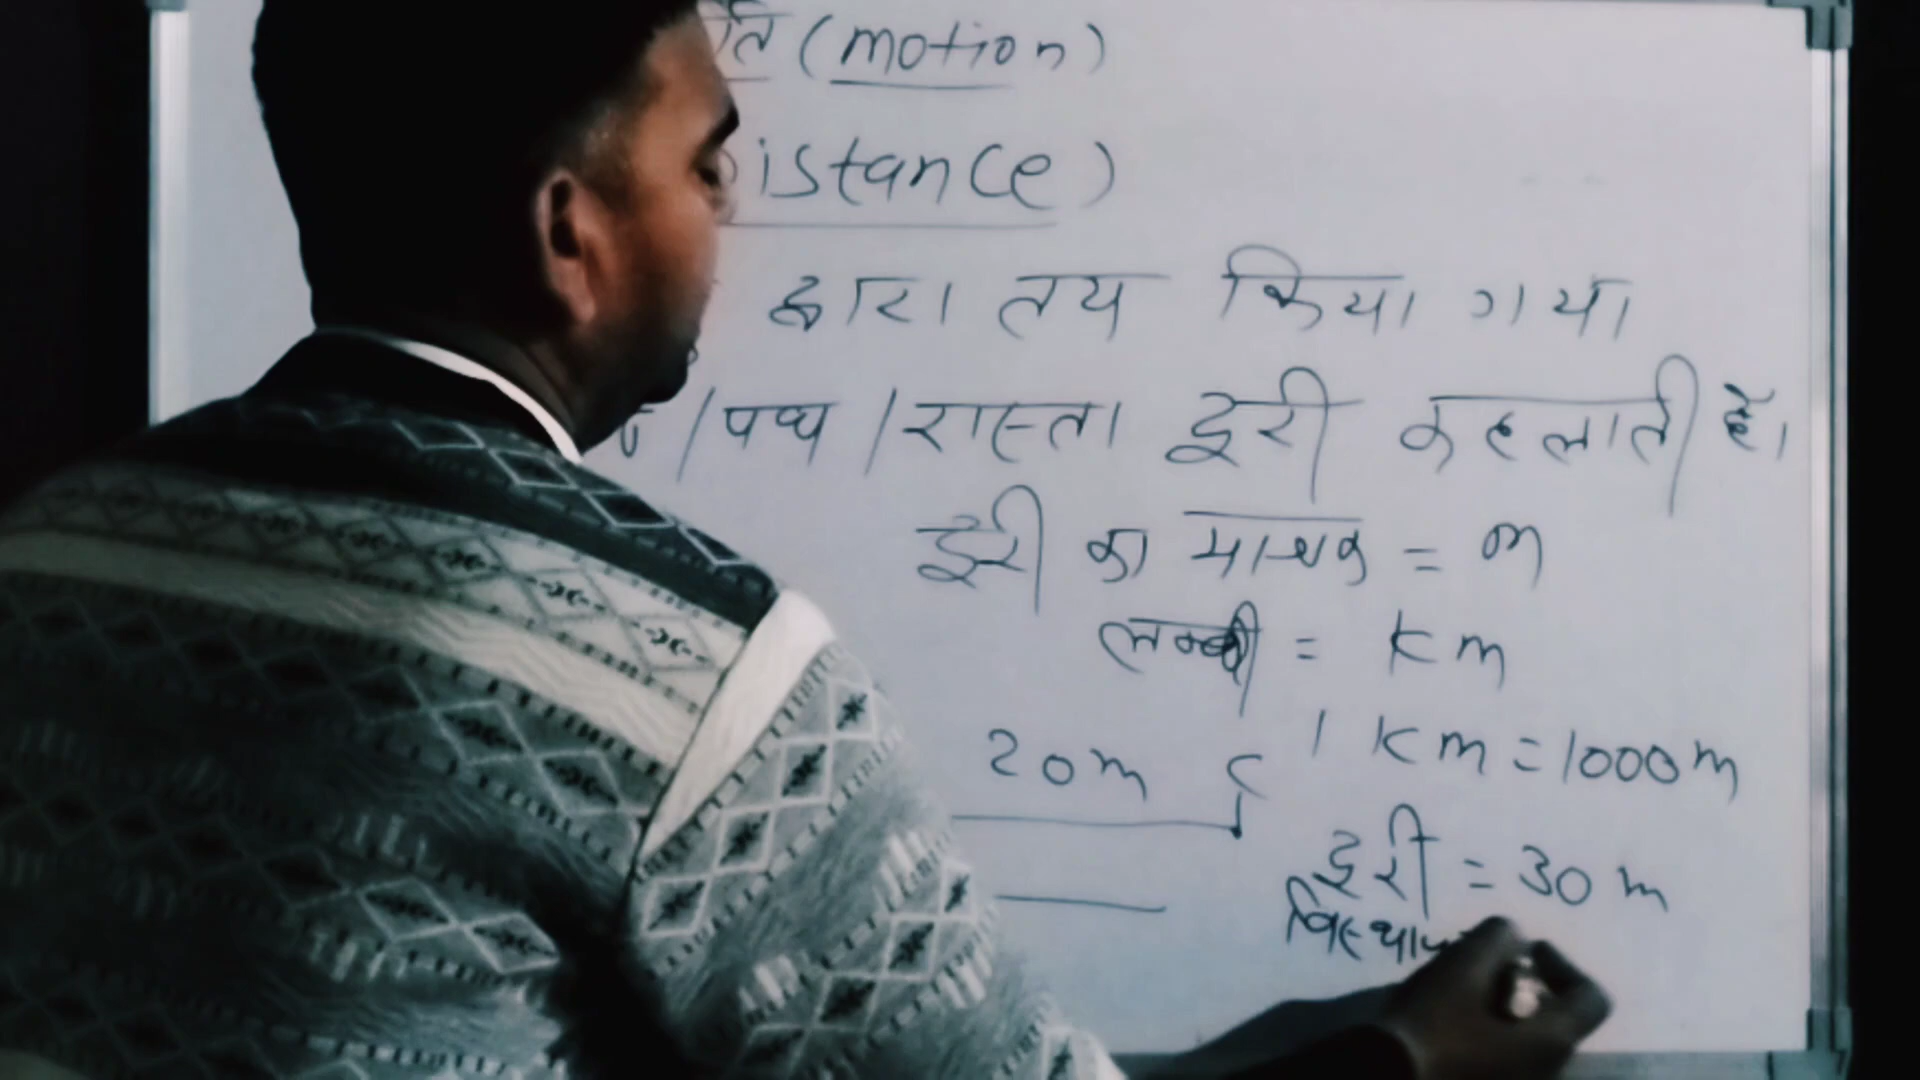 (motion)
istance)
द्वारा तय किया गया
/पथ/रास्ता दुरी कहलाती है।
दुरी का मात्रक = m
लम्बी = km
1 km = 1000m
20m C
दुरी = 30 m